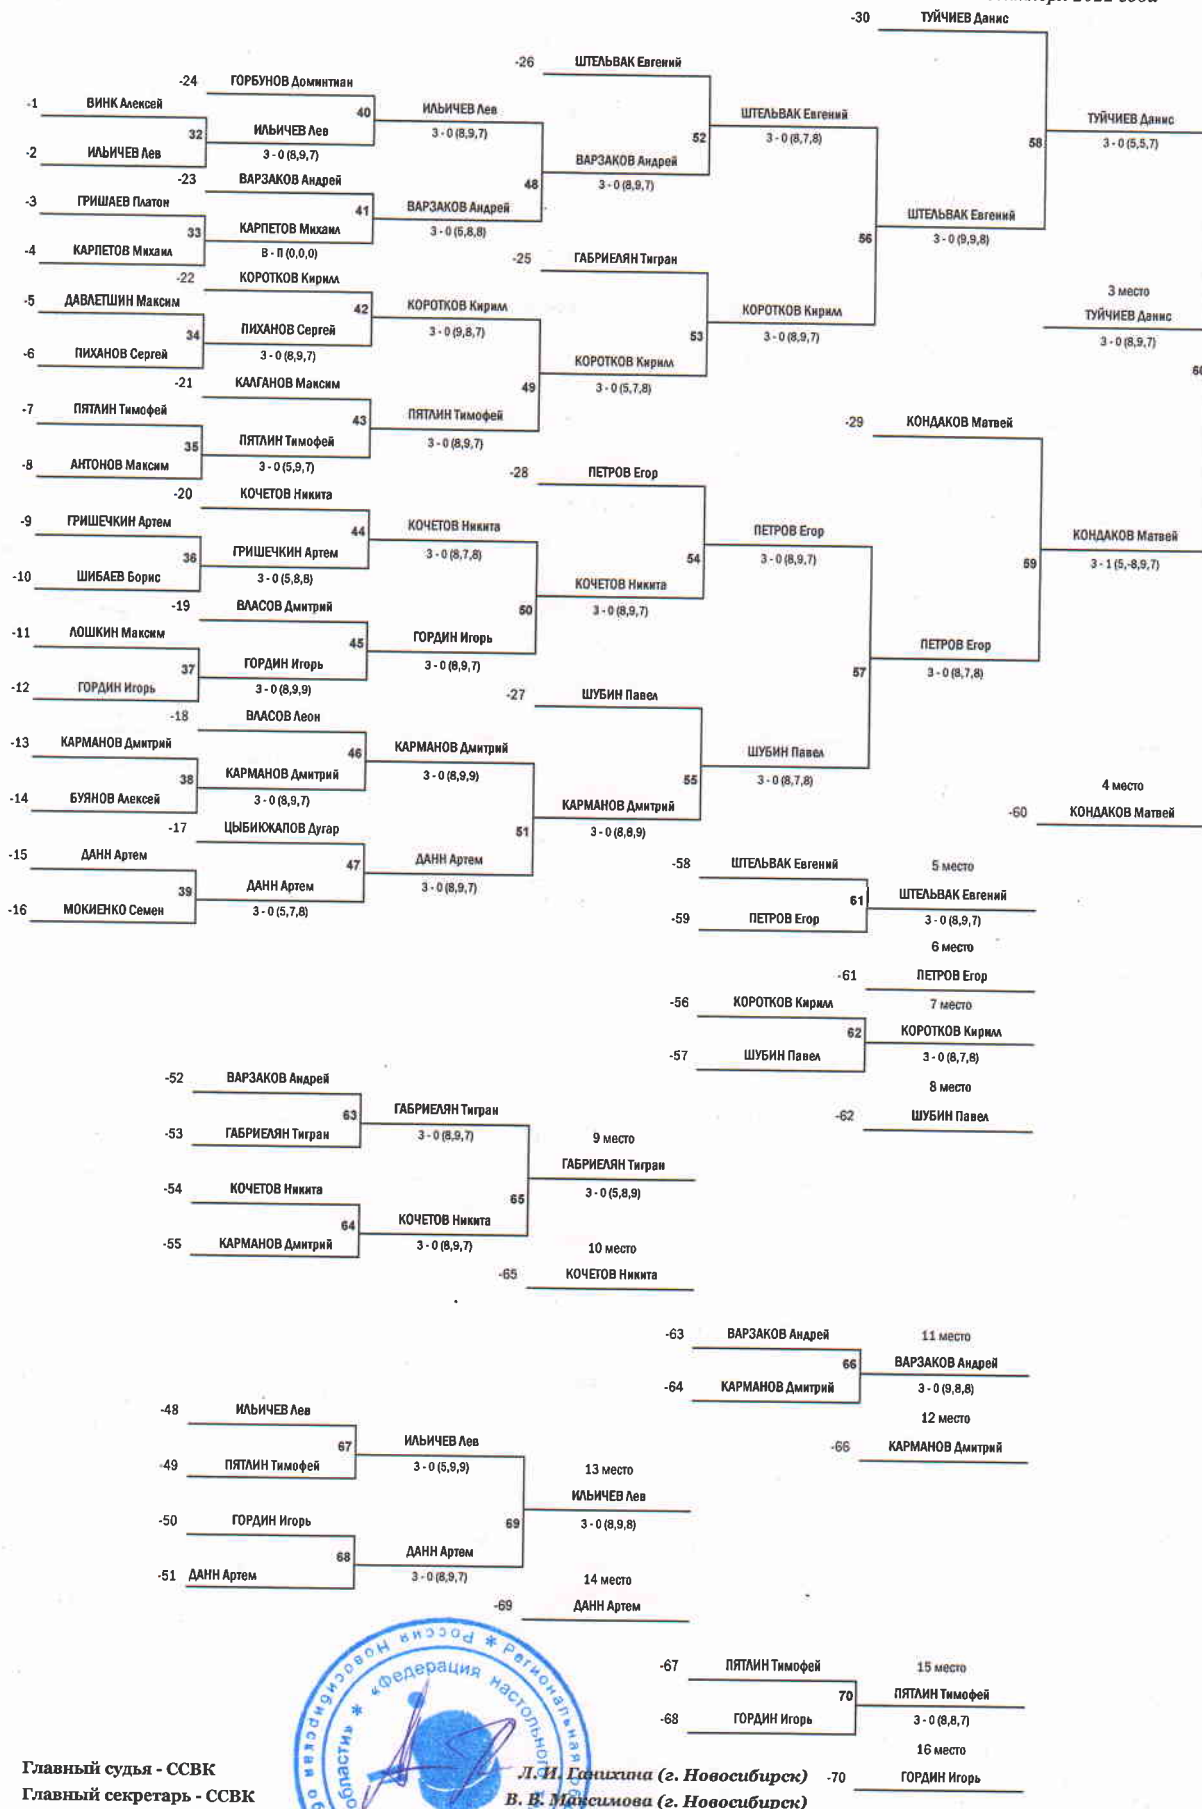 -30 ТУЙЧИЕВ Данис
-26 ШТЕЛЬВАК Евгений
-24 ГОРБУНОВ Доминтиан
-1 ВИНК Алексей
40 ИЛЬИЧЕВ Лев
3 - 0 (8,9,7)
ШТЕЛЬВАК Евгений
3 - 0 (8,7,8)
ТУЙЧИЕВ Данис
3 - 0 (5,5,7)
32 ИЛЬИЧЕВ Лев
3 - 0 (8,9,7)
52
58
-2 ИЛЬИЧЕВ Лев
ВАРЗАКОВ Андрей
3 - 0 (8,9,7)
-23 ВАРЗАКОВ Андрей
48
-3 ГРИШАЕВ Платон
41 ВАРЗАКОВ Андрей
3 - 0 (5,8,8)
ШТЕЛЬВАК Евгений
3 - 0 (9,9,8)
33 КАРПЕТОВ Михаил
В - П (0,0,0)
56
-4 КАРПЕТОВ Михаил
-25 ГАБРИЕЛЯН Тигран
-22 КОРОТКОВ Кирилл
3 место
-5 ДАВЛЕТШИН Максим
42 КОРОТКОВ Кирилл
3 - 0 (9,8,7)
КОРОТКОВ Кирилл
3 - 0 (8,9,7)
ТУЙЧИЕВ Данис
3 - 0 (8,9,7)
34 ПИХАНОВ Сергей
3 - 0 (8,9,7)
53
-6 ПИХАНОВ Сергей
КОРОТКОВ Кирилл
3 - 0 (5,7,8)
60
-21 КАЛГАНОВ Максим
49
-7 ПЯТЛИН Тимофей
43 ПЯТЛИН Тимофей
3 - 0 (8,9,7)
-29 КОНДАКОВ Матвей
35 ПЯТЛИН Тимофей
3 - 0 (5,9,7)
-8 АНТОНОВ Максим
-28 ПЕТРОВ Егор
-20 КОЧЕТОВ Никита
-9 ГРИШЕЧКИН Артем
44 КОЧЕТОВ Никита
3 - 0 (8,7,8)
ПЕТРОВ Егор
3 - 0 (8,9,7)
КОНДАКОВ Матвей
3 - 1 (5,-8,9,7)
36 ГРИШЕЧКИН Артем
3 - 0 (5,8,8)
54
59
-10 ШИБАЕВ Борис
КОЧЕТОВ Никита
3 - 0 (8,9,7)
-19 ВЛАСОВ Дмитрий
50
-11 ЛОШКИН Максим
45 ГОРДИН Игорь
3 - 0 (8,9,7)
ПЕТРОВ Егор
3 - 0 (8,7,8)
37 ГОРДИН Игорь
3 - 0 (8,9,9)
57
-12 ГОРДИН Игорь
-27 ШУБИН Павел
-18 ВЛАСОВ Леон
-13 КАРМАНОВ Дмитрий
46 КАРМАНОВ Дмитрий
3 - 0 (8,9,9)
ШУБИН Павел
3 - 0 (8,7,8)
38 КАРМАНОВ Дмитрий
3 - 0 (8,9,7)
55
-14 БУЯНОВ Алексей
КАРМАНОВ Дмитрий
3 - 0 (8,8,9)
4 место
-60 КОНДАКОВ Матвей
-17 ЦЫБИКЖАПОВ Дугар
51
-15 ДАНН Артем
47 ДАНН Артем
3 - 0 (8,9,7)
39 ДАНН Артем
3 - 0 (5,7,8)
-16 МОКИЕНКО Семен
-58 ШТЕЛЬВАК Евгений
5 место
61 ШТЕЛЬВАК Евгений
3 - 0 (8,9,7)
-59 ПЕТРОВ Егор
6 место
-61 ПЕТРОВ Егор
-56 КОРОТКОВ Кирилл
7 место
62 КОРОТКОВ Кирилл
3 - 0 (8,7,8)
-57 ШУБИН Павел
8 место
-62 ШУБИН Павел
-52 ВАРЗАКОВ Андрей
63 ГАБРИЕЛЯН Тигран
3 - 0 (8,9,7)
-53 ГАБРИЕЛЯН Тигран
9 место
ГАБРИЕЛЯН Тигран
3 - 0 (5,8,9)
-54 КОЧЕТОВ Никита
65
64 КОЧЕТОВ Никита
3 - 0 (8,9,7)
-55 КАРМАНОВ Дмитрий
10 место
-65 КОЧЕТОВ Никита
-63 ВАРЗАКОВ Андрей
11 место
66 ВАРЗАКОВ Андрей
3 - 0 (9,8,8)
-64 КАРМАНОВ Дмитрий
12 место
-66 КАРМАНОВ Дмитрий
-48 ИЛЬИЧЕВ Лев
67 ИЛЬИЧЕВ Лев
3 - 0 (5,9,9)
-49 ПЯТЛИН Тимофей
13 место
ИЛЬИЧЕВ Лев
3 - 0 (8,9,8)
-50 ГОРДИН Игорь
69
68 ДАНН Артем
3 - 0 (8,9,7)
-51 ДАНН Артем
14 место
-69 ДАНН Артем
-67 ПЯТЛИН Тимофей
15 место
70 ПЯТЛИН Тимофей
3 - 0 (8,8,7)
-68 ГОРДИН Игорь
16 место
-70 ГОРДИН Игорь
Россия Новосибирская
Региональная
«Федерация настольного
области»
Главный судья - ССВК Л. И. Ганихина (г. Новосибирск)
Главный секретарь - ССВК В. В. Максимова (г. Новосибирск)